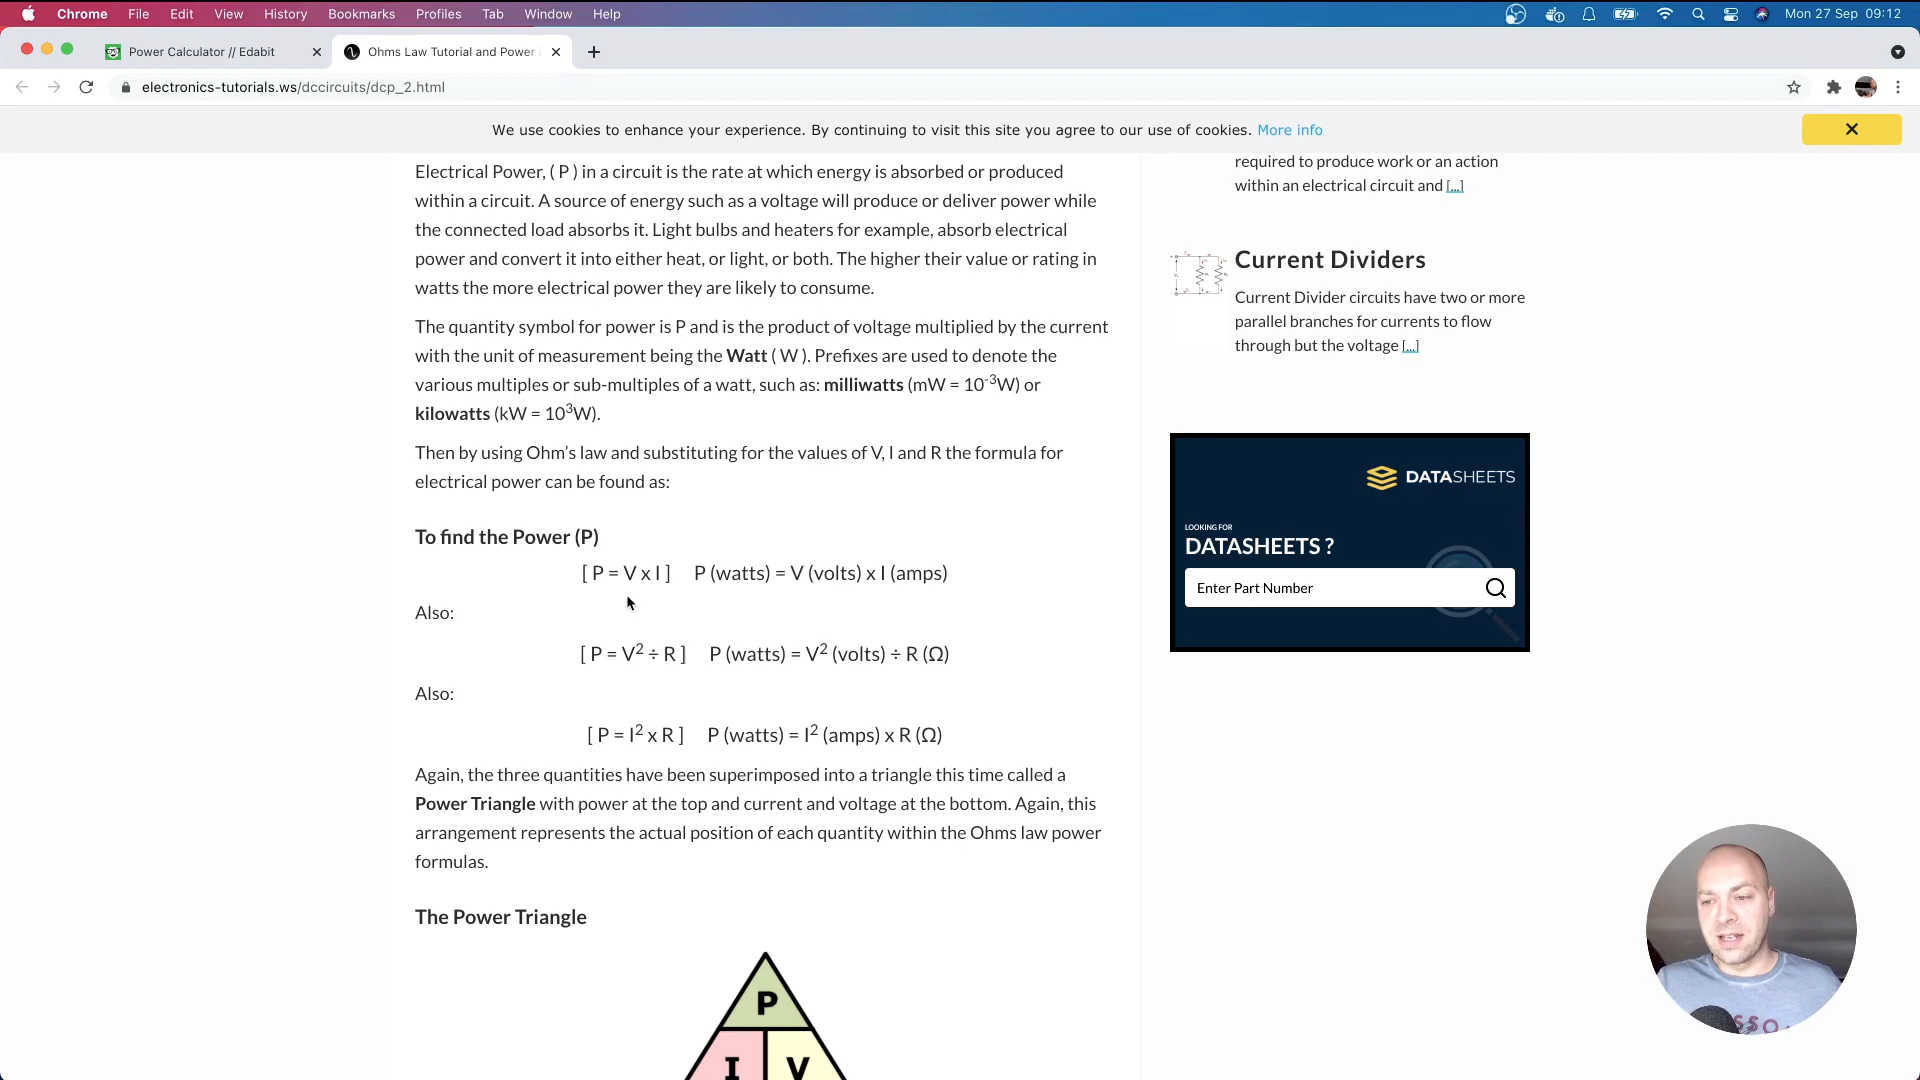 Chrome File Edit View History Bookmarks Profiles Tab Window Help Mon 27 Sep 09:12
Power Calculator // Edabit Ohms Law Tutorial and Power
electronics-tutorials.ws/dccircuits/dcp_2.html
We use cookies to enhance your experience. By continuing to visit this site you agree to our use of cookies. More info
Electrical Power, ( P ) in a circuit is the rate at which energy is absorbed or produced
within a circuit. A source of energy such as a voltage will produce or deliver power while
the connected load absorbs it. Light bulbs and heaters for example, absorb electrical
power and convert it into either heat, or light, or both. The higher their value or rating in
watts the more electrical power they are likely to consume.
The quantity symbol for power is P and is the product of voltage multiplied by the current
with the unit of measurement being the Watt ( W ). Prefixes are used to denote the
various multiples or sub-multiples of a watt, such as: milliwatts (mW = 10⁻³W) or
kilowatts (kW = 10³W).
Then by using Ohm’s law and substituting for the values of V, I and R the formula for
electrical power can be found as:
To find the Power (P)
[ P = V x I ] P (watts) = V (volts) x I (amps)
Also:
[ P = V² ÷ R ] P (watts) = V² (volts) ÷ R (Ω)
Also:
[ P = I² x R ] P (watts) = I² (amps) x R (Ω)
Again, the three quantities have been superimposed into a triangle this time called a
Power Triangle with power at the top and current and voltage at the bottom. Again, this
arrangement represents the actual position of each quantity within the Ohms law power
formulas.
The Power Triangle
P
I V
required to produce work or an action
within an electrical circuit and [...]
Current Dividers
Current Divider circuits have two or more
parallel branches for currents to flow
through but the voltage [...]
DATASHEETS
LOOKING FOR
DATASHEETS ?
Enter Part Number